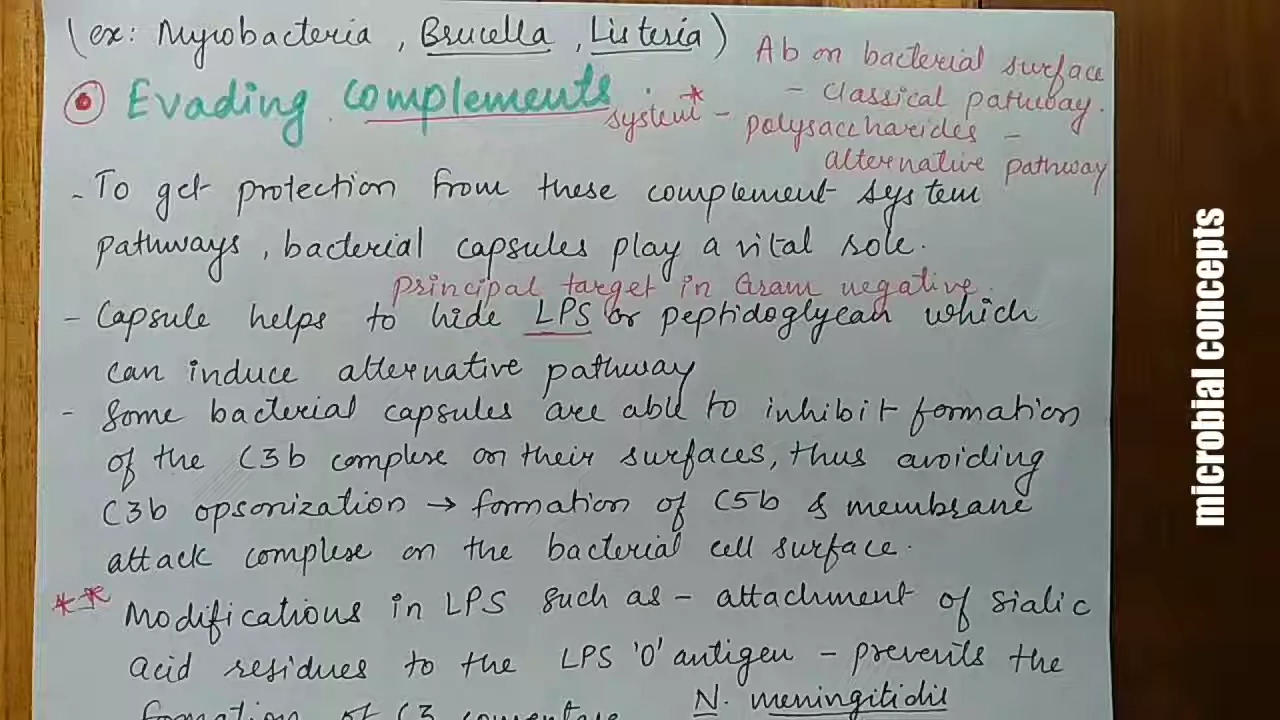 (ex: Mycobacteria, Brucella, Listeria)
Ab on bacterial surface
- classical pathway.
Evading complements
system* - polysaccharides -
alternative pathway
- To get protection from these complement system
pathways, bacterial capsules play a vital role.
principal target in Gram negative.
- Capsule helps to hide LPS or peptidoglycan which
can induce alternative pathway
- Some bacterial capsules are able to inhibit formation
of the C3b complex on their surfaces, thus avoiding
C3b opsonization → formation of C5b & membrane
attack complex on the bacterial cell surface.
** Modifications in LPS such as - attachment of sialic
acid residues to the LPS 'O' antigen - prevents the
formation of C3 convertase
N. meningitidis
microbial concepts